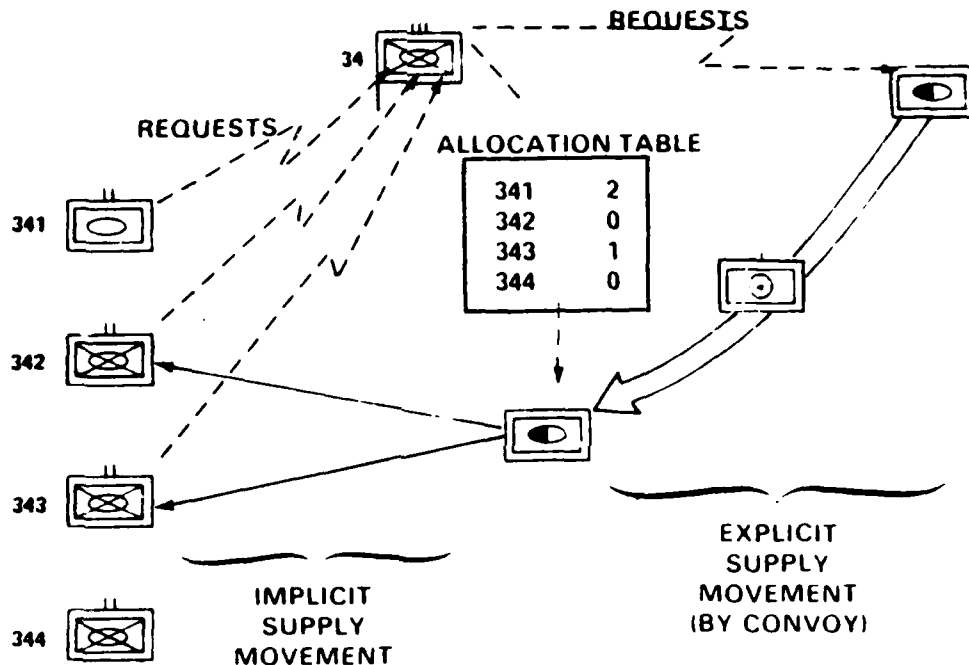 REQUESTS
34
REQUESTS
ALLOCATION TABLE
341 2
342 0
343 1
344 0
341
342
343
344
IMPLICIT
SUPPLY
MOVEMENT
EXPLICIT
SUPPLY
MOVEMENT
(BY CONVOY)